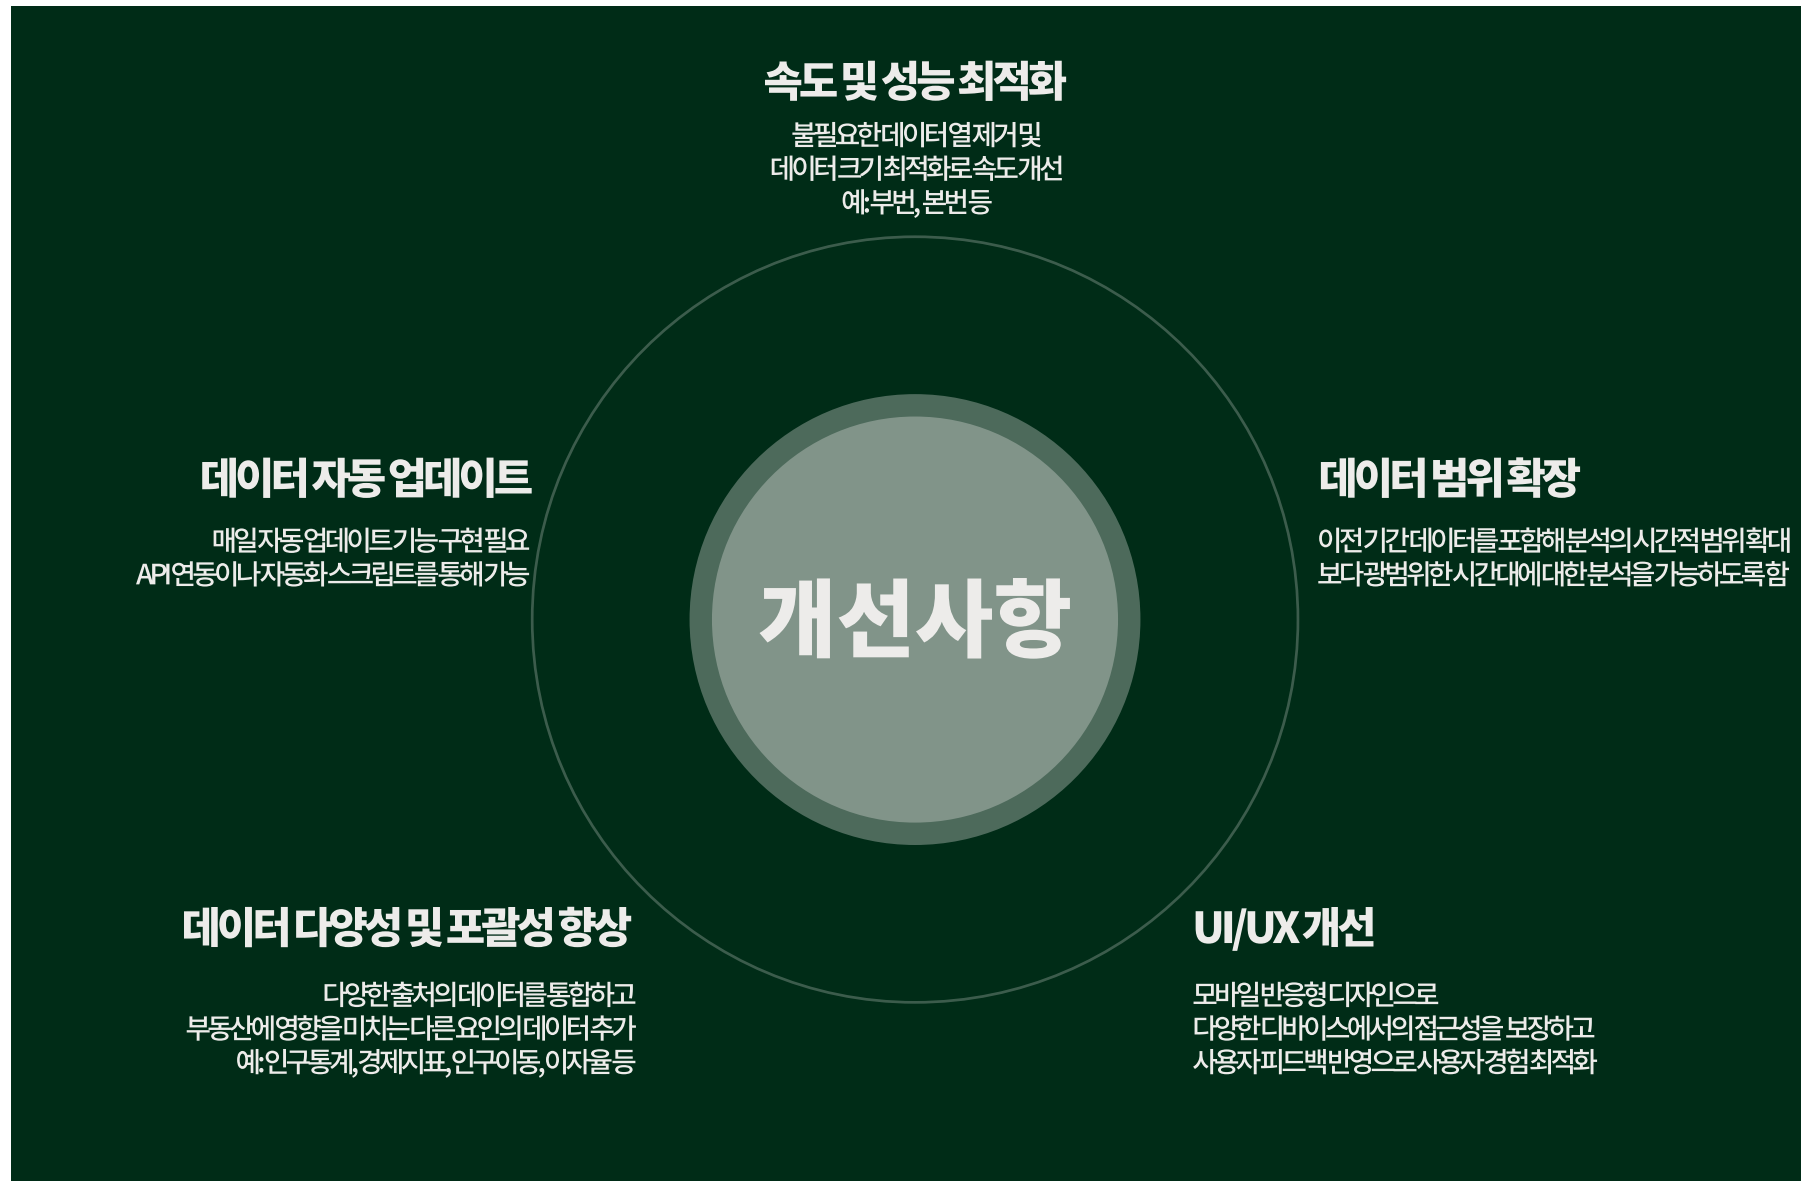 속도 및 성능 최적화
불필요한 데이터 열 제거 및
데이터 크기 최적화로 속도 개선
예: 부번, 본번 등
데이터 자동 업데이트
매일 자동 업데이트 기능 구현 필요
API 연동이나 자동화 스크립트를 통해 가능
데이터 범위 확장
이전 기간 데이터를 포함해 분석의 시간적 범위 확대
보다 광범위한 시간대에 대한 분석을 가능하도록 함
개선사항
데이터 다양성 및 포괄성 향상
다양한 출처의 데이터를 통합하고
부동산에 영향을 미치는 다른 요인의 데이터 추가
예: 인구통계, 경제지표, 인구이동, 이자율 등
UI/UX 개선
모바일 반응형 디자인으로
다양한 디바이스에서의 접근성을 보장하고
사용자 피드백 반영으로 사용자 경험 최적화